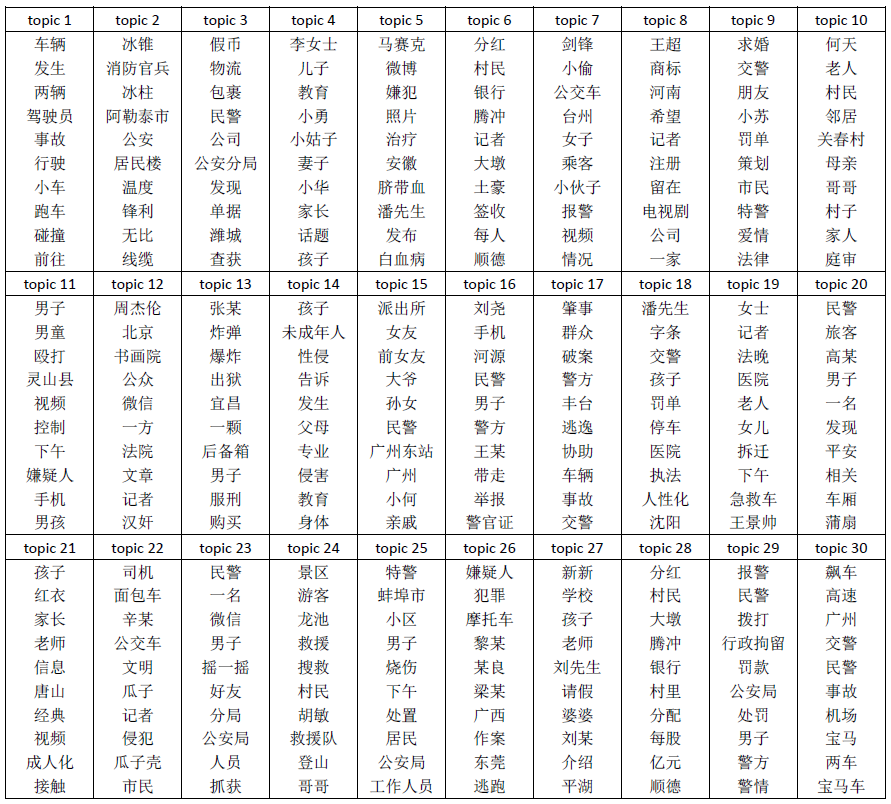 topic 1 topic 2 topic 3 topic 4 topic 5 topic 6 topic 7 topic 8 topic 9 topic 10
车辆 冰锥 假币 李女士 马赛克 分红 剑锋 王超 求婚 何天
发生 消防官兵 物流 儿子 微博 村民 小偷 商标 交警 老人
两辆 冰柱 包裹 教育 嫌犯 银行 公交车 河南 朋友 村民
驾驶员 阿勒泰市 民警 小勇 照片 腾冲 台州 希望 小苏 邻居
事故 公安 公司 小姑子 治疗 记者 女子 记者 罚单 关春村
行驶 居民楼 公安分局 妻子 安徽 大墩 乘客 注册 策划 母亲
小车 温度 发现 小华 脐带血 土豪 小伙子 留在 市民 哥哥
跑车 锋利 单据 家长 潘先生 签收 报警 电视剧 特警 村子
碰撞 无比 潍城 话题 发布 每人 视频 公司 爱情 家人
前往 线缆 查获 孩子 白血病 顺德 情况 一家 法律 庭审
topic 11 topic 12 topic 13 topic 14 topic 15 topic 16 topic 17 topic 18 topic 19 topic 20
男子 周杰伦 张某 孩子 派出所 刘尧 肇事 潘先生 女士 民警
男童 北京 炸弹 未成年人 女友 手机 群众 字条 记者 旅客
殴打 书画院 爆炸 性侵 前女友 河源 破案 交警 法晚 高某
灵山县 公众 出狱 告诉 大爷 民警 警方 孩子 医院 男子
视频 微信 宜昌 发生 孙女 男子 丰台 罚单 老人 一名
控制 一方 一颗 父母 民警 警方 逃逸 停车 女儿 发现
下午 法院 后备箱 专业 广州东站 王某 协助 医院 拆迁 平安
嫌疑人 文章 男子 侵害 广州 带走 车辆 执法 下午 相关
手机 记者 服刑 教育 小何 举报 事故 人性化 急救车 车厢
男孩 汉奸 购买 身体 亲戚 警官证 交警 沈阳 王景帅 蒲扇
topic 21 topic 22 topic 23 topic 24 topic 25 topic 26 topic 27 topic 28 topic 29 topic 30
孩子 司机 民警 景区 特警 嫌疑人 新新 分红 报警 飙车
红衣 面包车 一名 游客 蚌埠市 犯罪 学校 村民 民警 高速
家长 辛某 微信 龙池 小区 摩托车 孩子 大墩 拨打 广州
老师 公交车 男子 救援 男子 黎某 老师 腾冲 行政拘留 交警
信息 文明 摇一摇 搜救 烧伤 某良 刘先生 银行 罚款 民警
唐山 瓜子 好友 村民 下午 梁某 请假 村里 公安局 事故
经典 记者 分局 胡敏 处置 广西 婆婆 分配 处罚 机场
视频 侵犯 公安局 救援队 居民 作案 刘某 每股 男子 宝马
成人化 瓜子壳 人员 登山 公安局 东莞 介绍 亿元 警方 两车
接触 市民 抓获 哥哥 工作人员 逃跑 平湖 顺德 警情 宝马车